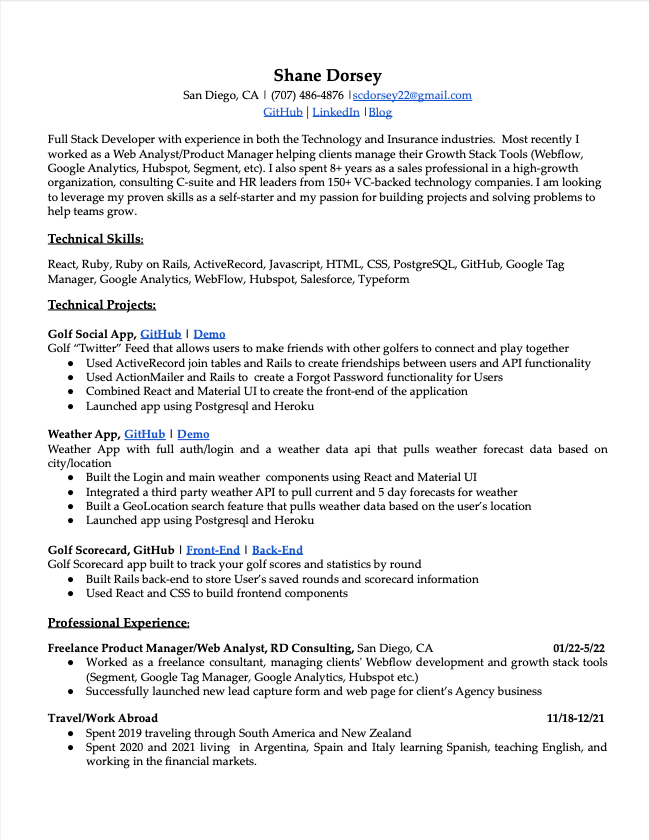 Shane Dorsey
San Diego, CA | (707) 486-4876 |scdorsey22@gmail.com
GitHub | LinkedIn |Blog
Full Stack Developer with experience in both the Technology and Insurance industries.  Most recently I
worked as a Web Analyst/Product Manager helping clients manage their Growth Stack Tools (Webflow,
Google Analytics, Hubspot, Segment, etc). I also spent 8+ years as a sales professional in a high-growth
organization, consulting C-suite and HR leaders from 150+ VC-backed technology companies. I am looking
to leverage my proven skills as a self-starter and my passion for building projects and solving problems to
help teams grow.
Technical Skills:
React, Ruby, Ruby on Rails, ActiveRecord, Javascript, HTML, CSS, PostgreSQL, GitHub, Google Tag
Manager, Google Analytics, WebFlow, Hubspot, Salesforce, Typeform
Technical Projects:
Golf Social App, GitHub | Demo
Golf “Twitter” Feed that allows users to make friends with other golfers to connect and play together
● Used ActiveRecord join tables and Rails to create friendships between users and API functionality
● Used ActionMailer and Rails to  create a Forgot Password functionality for Users
● Combined React and Material UI to create the front-end of the application
● Launched app using Postgresql and Heroku
Weather App, GitHub | Demo
Weather App with full auth/login and a weather data api that pulls weather forecast data based on
city/location
● Built the Login and main weather  components using React and Material UI
● Integrated a third party weather API to pull current and 5 day forecasts for weather
● Built a GeoLocation search feature that pulls weather data based on the user’s location
● Launched app using Postgresql and Heroku
Golf Scorecard, GitHub | Front-End | Back-End
Golf Scorecard app built to track your golf scores and statistics by round
● Built Rails back-end to store User’s saved rounds and scorecard information
● Used React and CSS to build frontend components
Professional Experience:
Freelance Product Manager/Web Analyst, RD Consulting, San Diego, CA 01/22-5/22
● Worked as a freelance consultant, managing clients' Webflow development and growth stack tools
(Segment, Google Tag Manager, Google Analytics, Hubspot etc.)
● Successfully launched new lead capture form and web page for client’s Agency business
Travel/Work Abroad 11/18-12/21
● Spent 2019 traveling through South America and New Zealand
● Spent 2020 and 2021 living  in Argentina, Spain and Italy learning Spanish, teaching English, and
working in the financial markets.